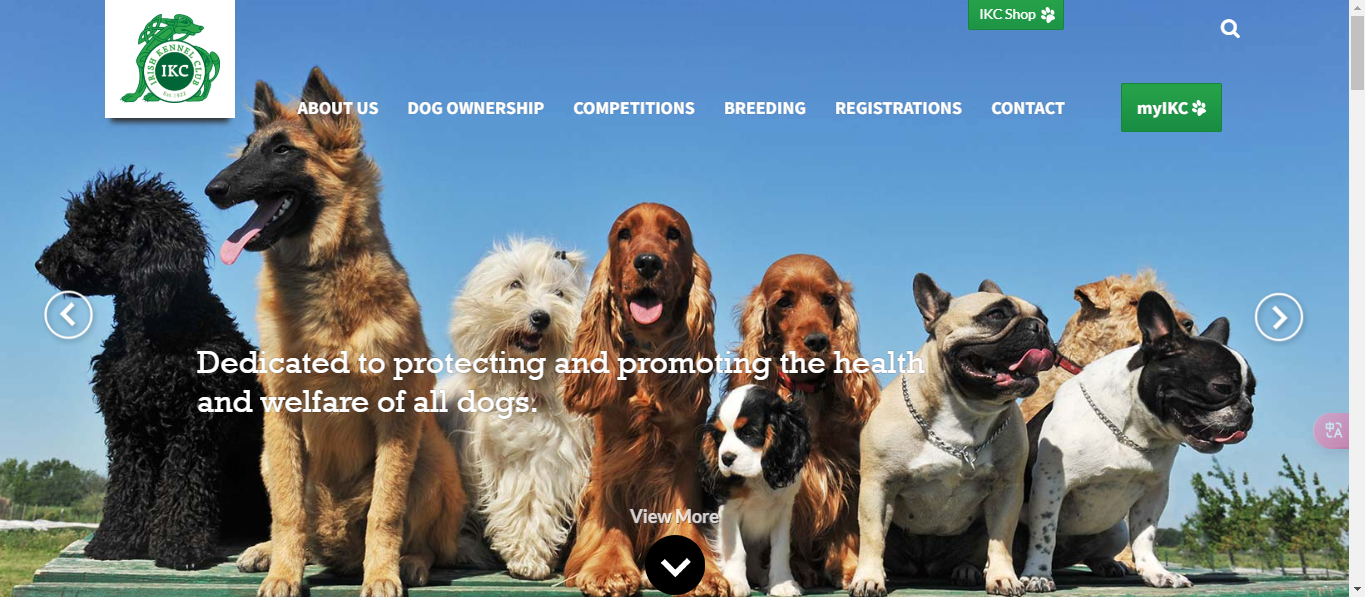 IKC Shop
IRISH KENNEL CLUB
IKC
Est. 1922
ABOUT US
DOG OWNERSHIP
COMPETITIONS
BREEDING
REGISTRATIONS
CONTACT
myIKC
Dedicated to protecting and promoting the health
and welfare of all dogs.
中
A
View More